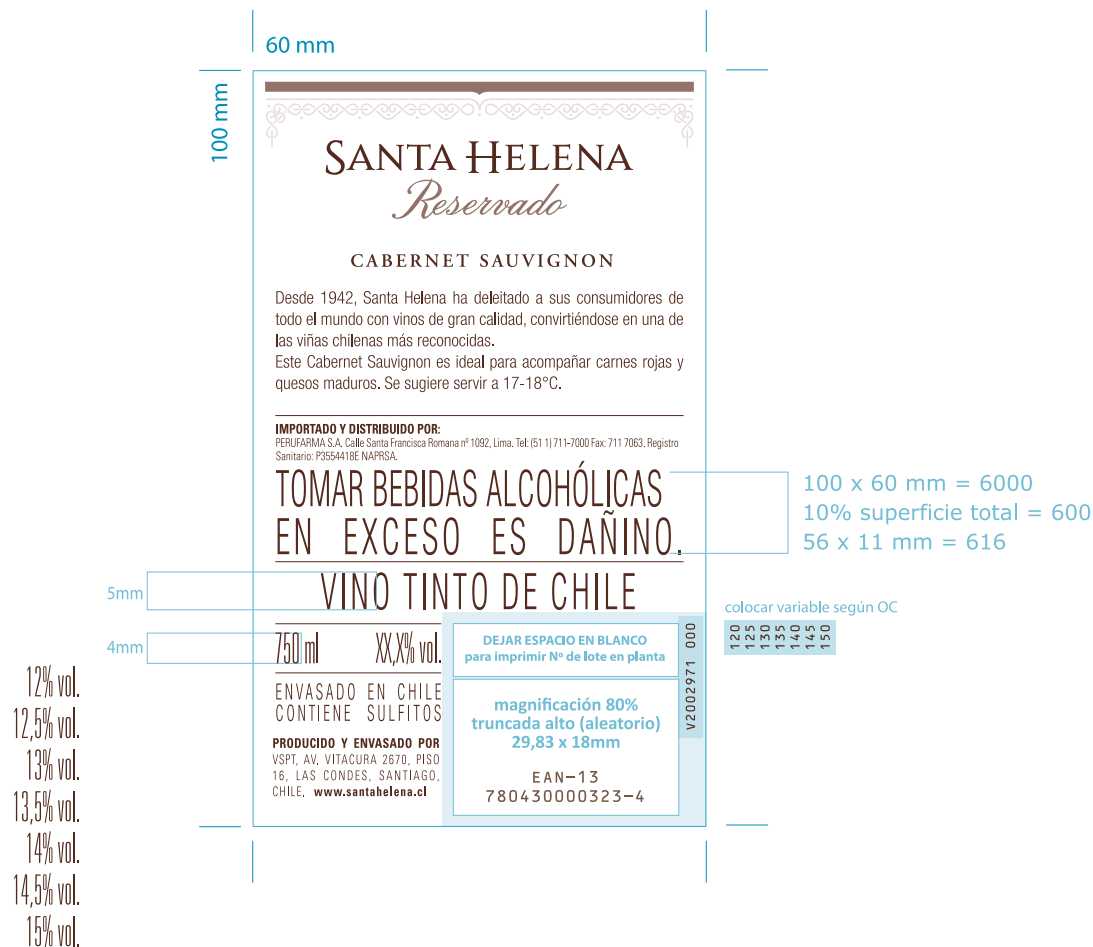 60 mm
100 mm
SANTA HELENA
Reservado
CABERNET SAUVIGNON
Desde 1942, Santa Helena ha deleitado a sus consumidores de
todo el mundo con vinos de gran calidad, convirtiéndose en una de
las viñas chilenas más reconocidas.
Este Cabernet Sauvignon es ideal para acompañar carnes rojas y
quesos maduros. Se sugiere servir a 17-18°C.
IMPORTADO Y DISTRIBUIDO POR:
PERUFARMA S.A. Calle Santa Francisca Romana nº 1092, Lima. Tel: (51 1) 711-7000 Fax: 711 7063. Registro
Sanitario: P3554418E NAPRSA.
TOMAR BEBIDAS ALCOHÓLICAS
EN EXCESO ES DAÑINO.
100 x 60 mm = 6000
10% superficie total = 600
56 x 11 mm = 616
5mm
VINO TINTO DE CHILE
colocar variable según OC
120
125
130
135
140
145
150
4mm
750 ml XX,X% vol.
DEJAR ESPACIO EN BLANCO
para imprimir Nº de lote en planta
V2002971 000
ENVASADO EN CHILE
CONTIENE SULFITOS
magnificación 80%
truncada alto (aleatorio)
29,83 x 18mm
EAN-13
780430000323-4
PRODUCIDO Y ENVASADO POR
VSPT, AV. VITACURA 2670, PISO
16, LAS CONDES, SANTIAGO,
CHILE. www.santahelena.cl
12% vol.
12,5% vol.
13% vol.
13,5% vol.
14% vol.
14,5% vol.
15% vol.